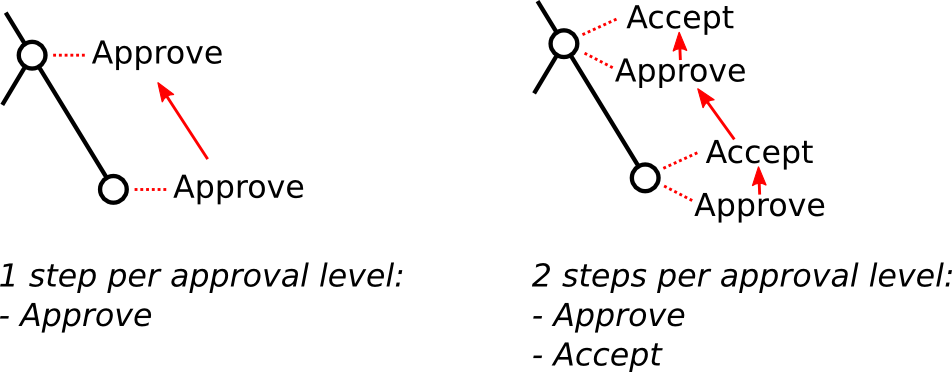 Approve
Approve
1 step per approval level:
- Approve
Accept
Approve
Accept
Approve
2 steps per approval level:
- Approve
- Accept